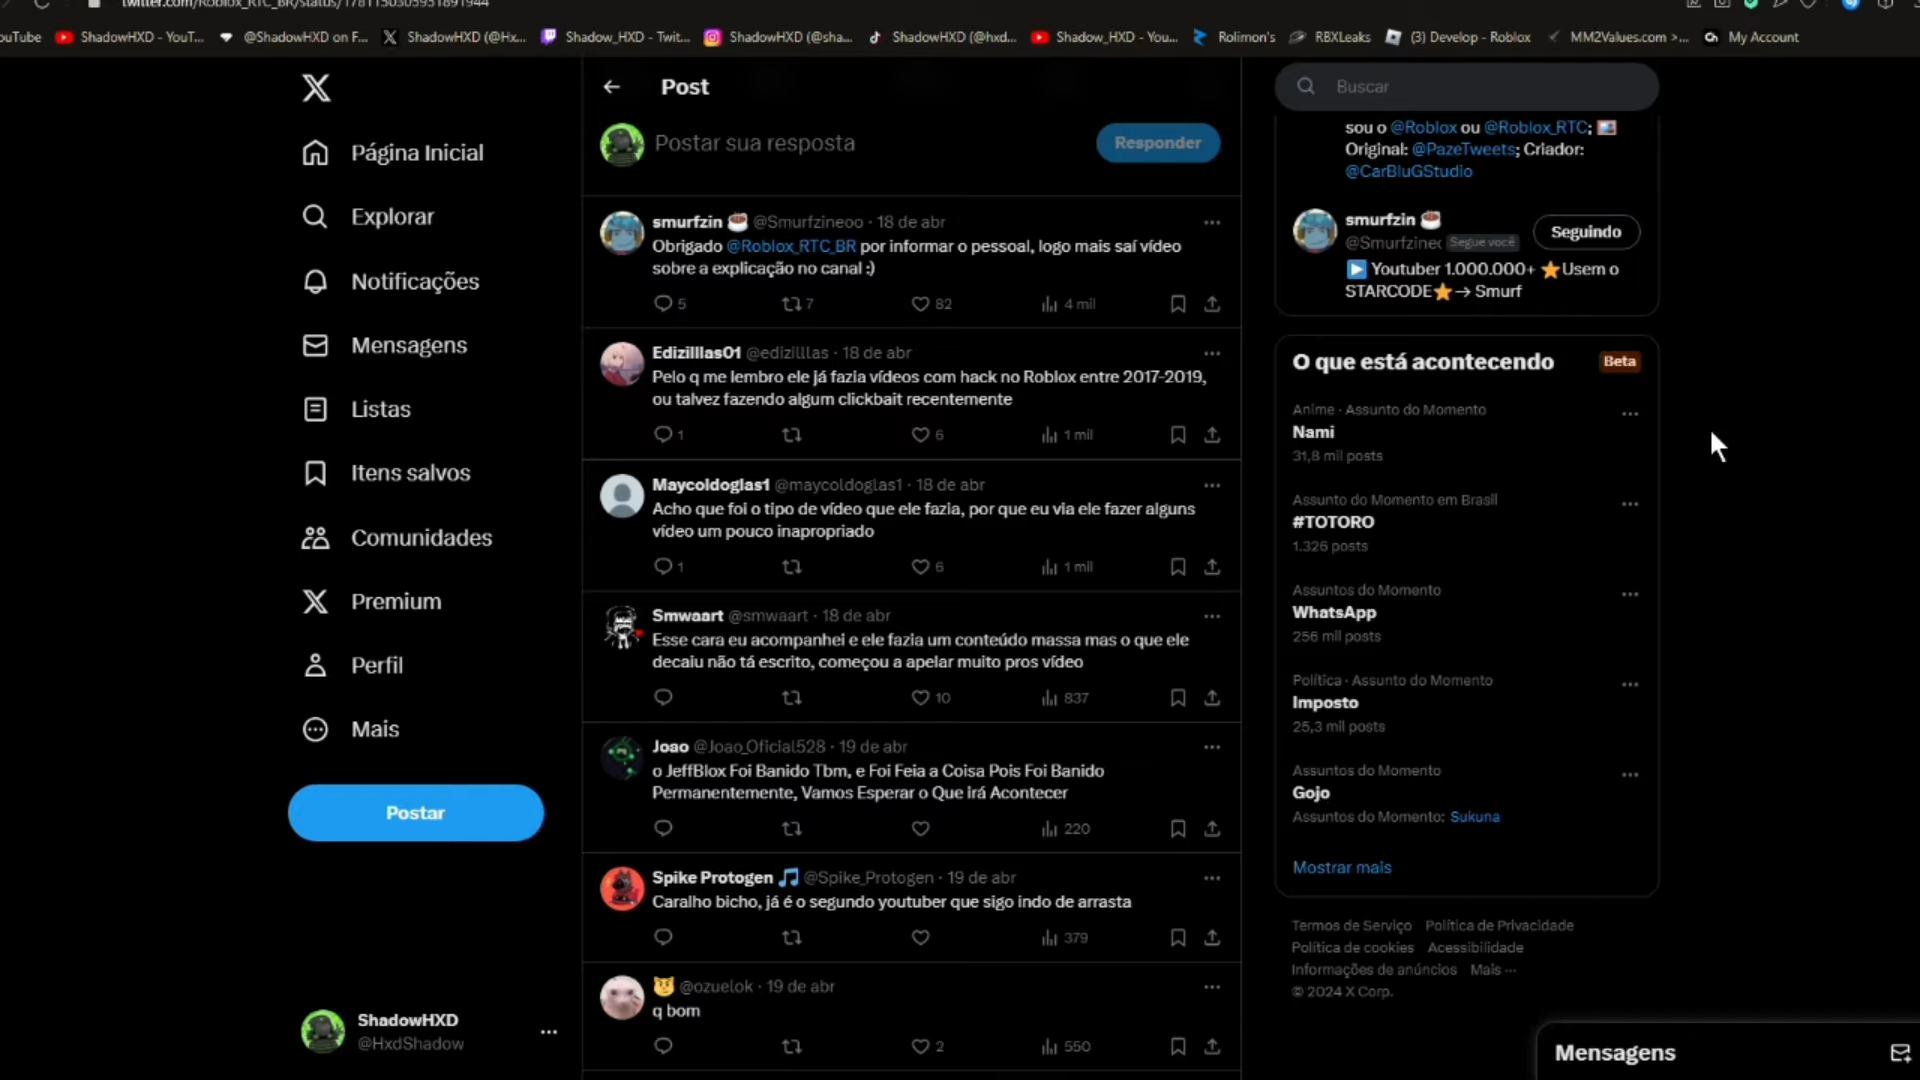 twitter.com/Roblox_RTC_BR/status/1781150305951891944
ouTube ShadowHXD - YouT... @ShadowHXD on F... ShadowHXD (@Hx... Shadow_HXD - Twit... ShadowHXD (@sha... ShadowHXD (@hxd... Shadow_HXD - You... Rolimon's RBXLeaks (3) Develop - Roblox MM2Values.com >... My Account
Página Inicial
Explorar
Notificações
Mensagens
Listas
Itens salvos
Comunidades
Premium
Perfil
Mais
Postar
ShadowHXD
@HxdShadow
Post
Postar sua resposta
Responder
smurfzin ☕ @Smurfzineoo · 18 de abr
Obrigado @Roblox_RTC_BR por informar o pessoal, logo mais saí vídeo
sobre a explicação no canal :)
5 7 82 4 mil
Edizilllas01 @edizilllas · 18 de abr
Pelo q me lembro ele já fazia vídeos com hack no Roblox entre 2017-2019,
ou talvez fazendo algum clickbait recentemente
1 6 1 mil
Maycoldoglas1 @maycoldoglas1 · 18 de abr
Acho que foi o tipo de vídeo que ele fazia, por que eu via ele fazer alguns
vídeo um pouco inapropriado
1 6 1 mil
Smwaart @smwaart · 18 de abr
Esse cara eu acompanhei e ele fazia um conteúdo massa mas o que ele
decaiu não tá escrito, começou a apelar muito pros vídeo
10 837
Joao @Joao_Oficial528 · 19 de abr
o JeffBlox Foi Banido Tbm, e Foi Feia a Coisa Pois Foi Banido
Permanentemente, Vamos Esperar o Que irá Acontecer
220
Spike Protogen 🎵 @Spike_Protogen · 19 de abr
Caralho bicho, já é o segundo youtuber que sigo indo de arrasta
379
😼 @ozuelok · 19 de abr
q bom
2 550
Buscar
sou o @Roblox ou @Roblox_RTC; 🖼️
Original: @PazeTweets; Criador:
@CarBluGStudio
smurfzin ☕
@Smurfzinec Segue você
Seguindo
▶️ Youtuber 1.000.000+ ⭐Usem o
STARCODE⭐→ Smurf
O que está acontecendo Beta
Anime · Assunto do Momento
Nami
31,8 mil posts
Assunto do Momento em Brasil
#TOTORO
1.326 posts
Assuntos do Momento
WhatsApp
256 mil posts
Política · Assunto do Momento
Imposto
25,3 mil posts
Assuntos do Momento
Gojo
Assuntos do Momento: Sukuna
Mostrar mais
Termos de Serviço Política de Privacidade
Política de cookies Acessibilidade
Informações de anúncios Mais ···
© 2024 X Corp.
Mensagens